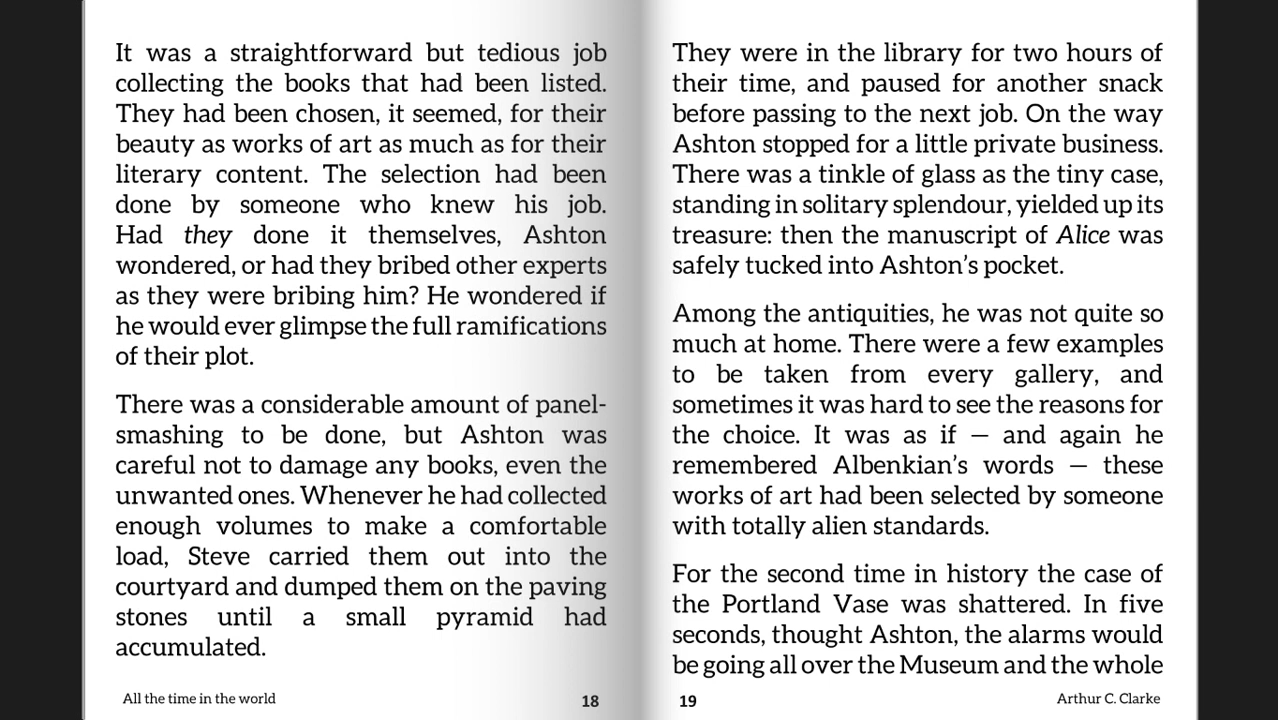 It was a straightforward but tedious job
collecting the books that had been listed.
They had been chosen, it seemed, for their
beauty as works of art as much as for their
literary content. The selection had been
done by someone who knew his job.
Had they done it themselves, Ashton
wondered, or had they bribed other experts
as they were bribing him? He wondered if
he would ever glimpse the full ramifications
of their plot.
There was a considerable amount of panel-
smashing to be done, but Ashton was
careful not to damage any books, even the
unwanted ones. Whenever he had collected
enough volumes to make a comfortable
load, Steve carried them out into the
courtyard and dumped them on the paving
stones until a small pyramid had
accumulated.
All the time in the world
18
They were in the library for two hours of
their time, and paused for another snack
before passing to the next job. On the way
Ashton stopped for a little private business.
There was a tinkle of glass as the tiny case,
standing in solitary splendour, yielded up its
treasure: then the manuscript of Alice was
safely tucked into Ashton’s pocket.
Among the antiquities, he was not quite so
much at home. There were a few examples
to be taken from every gallery, and
sometimes it was hard to see the reasons for
the choice. It was as if — and again he
remembered Albenkian’s words — these
works of art had been selected by someone
with totally alien standards.
For the second time in history the case of
the Portland Vase was shattered. In five
seconds, thought Ashton, the alarms would
be going all over the Museum and the whole
19
Arthur C. Clarke